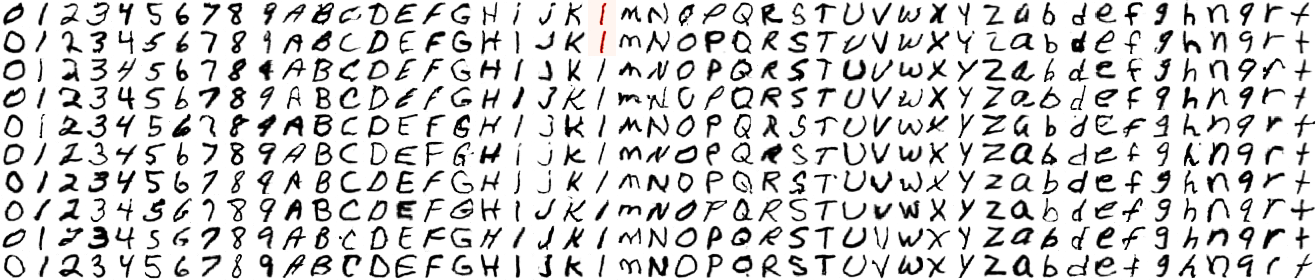 0 1 2 3 4 5 6 7 8 9 A B C D E F G H i j K l m N O P Q R S T U V W X Y Z a b d e f g h n q r t
0 1 2 3 4 5 6 7 8 9 A B C D E F G H I J K l m N O P Q R S T U V W X Y Z a b d e f g h n q r t
0 1 2 3 4 5 6 7 8 9 A B C D E F G H I J K l m N O P Q R S T U V W X Y Z a b d e f g h n q r t
0 1 2 3 4 5 6 7 8 9 A B C D E F G H I J K l m N O P Q R S T U V W X Y Z a b d e f g h n q r t
0 1 2 3 4 5 6 7 8 9 A B C D E F G H i j K l m N O P Q R S T U V W X Y Z a b d e f g h n q r t
0 1 2 3 4 5 6 7 8 9 A B C D E F G H i j K l m N O P Q R S T U V W X Y Z a b d e f g h n q r t
0 1 2 3 4 5 6 7 8 9 A B C D E F G H I j K l m N O P Q R S T U V W X Y Z a b d e f g h n q r t
0 1 2 3 4 5 6 7 8 9 A B C D E F G H I J K l m N O P Q R S T U V W X Y Z a b d e f g h n q r t
0 1 2 3 4 5 6 7 8 9 A B C D E F G H I J K l m N O P Q R S T U V W X Y Z a b d e f g h n q r t
0 1 2 3 4 5 6 7 8 9 A B C D E F G H I J K l m N O P Q R S T U V W X Y Z a b d e f g h n q r t